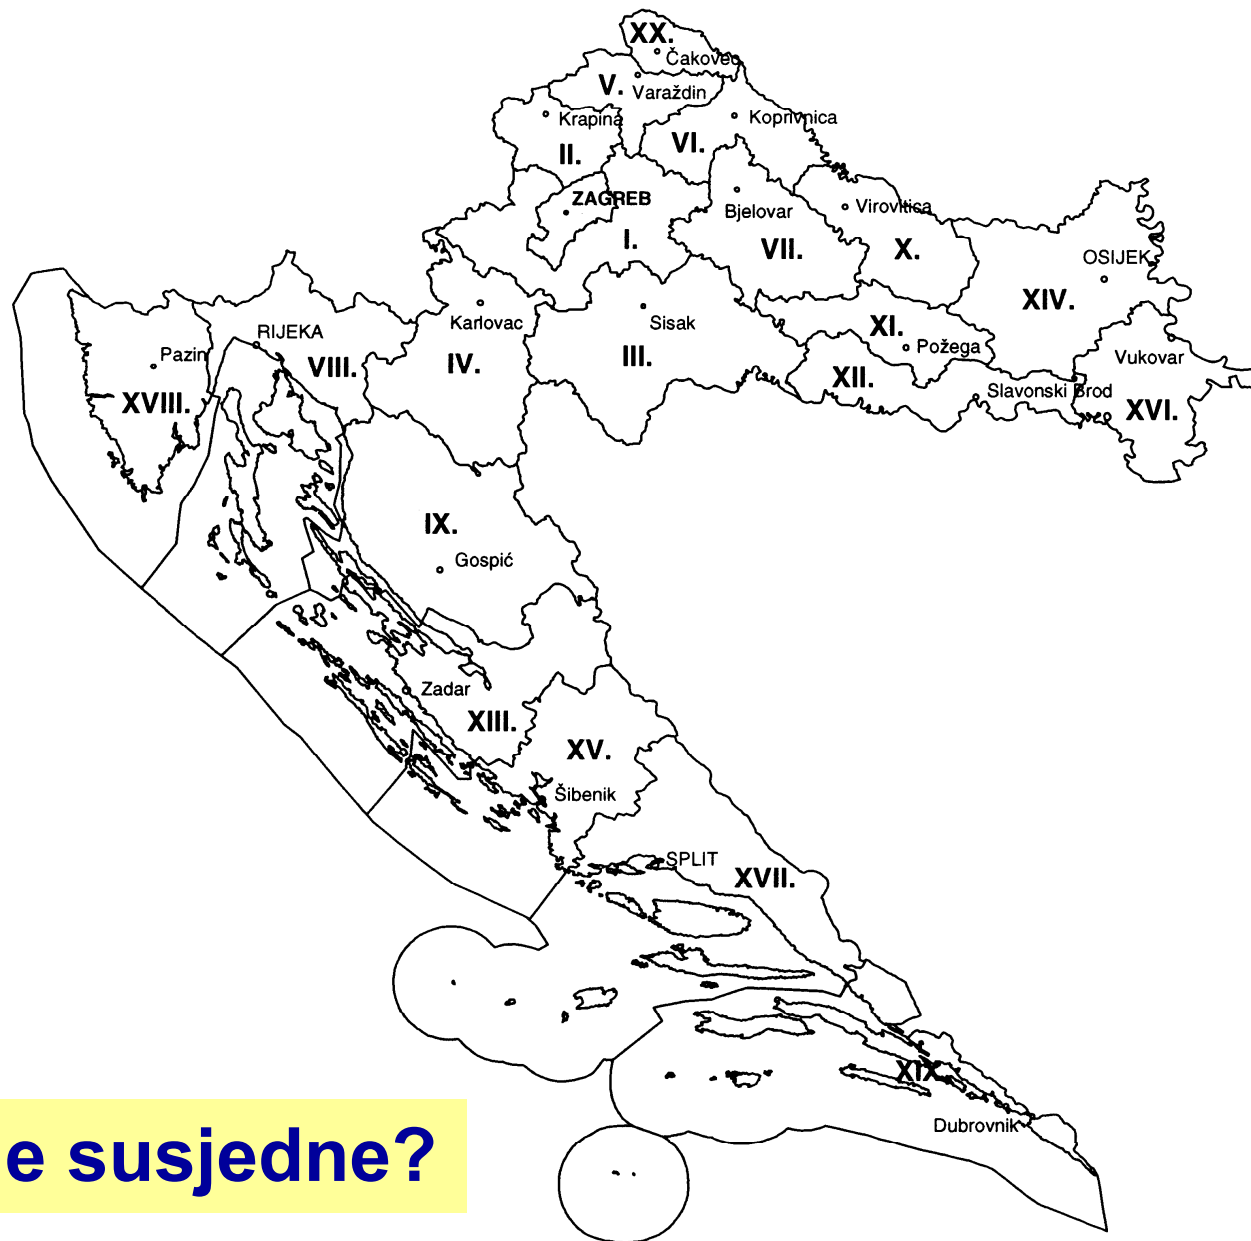 XX.
Čakovec
V.
Varaždin
Krapina
Koprivnica
VI.
II.
ZAGREB
Bjelovar
Virovitica
I.
VII.
X.
OSIJEK
XIV.
Karlovac
Sisak
RIJEKA
XI.
Požega
Pazin
VIII.
IV.
III.
Vukovar
XII.
Slavonski Brod
XVIII.
XVI.
IX.
Gospić
Zadar
XIII.
XV.
Šibenik
SPLIT
XVII.
XIX.
Dubrovnik
e susjedne?